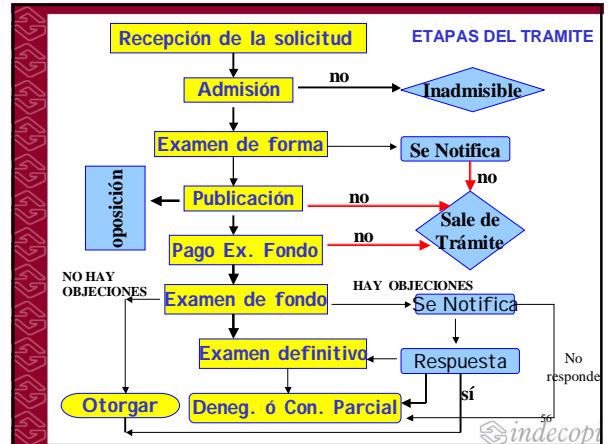 ETAPAS DEL TRAMITE
Recepción de la solicitud
no
Admisión
Inadmisible
Examen de forma
Se Notifica
no
oposición
Publicación
no
Sale de
Trámite
Pago Ex. Fondo
no
NO HAY
OBJECIONES
HAY OBJECIONES
Examen de fondo
Se Notifica
Examen definitivo
Respuesta
No
responde
sí
Otorgar
Deneg. ó Con. Parcial
56
indecopi